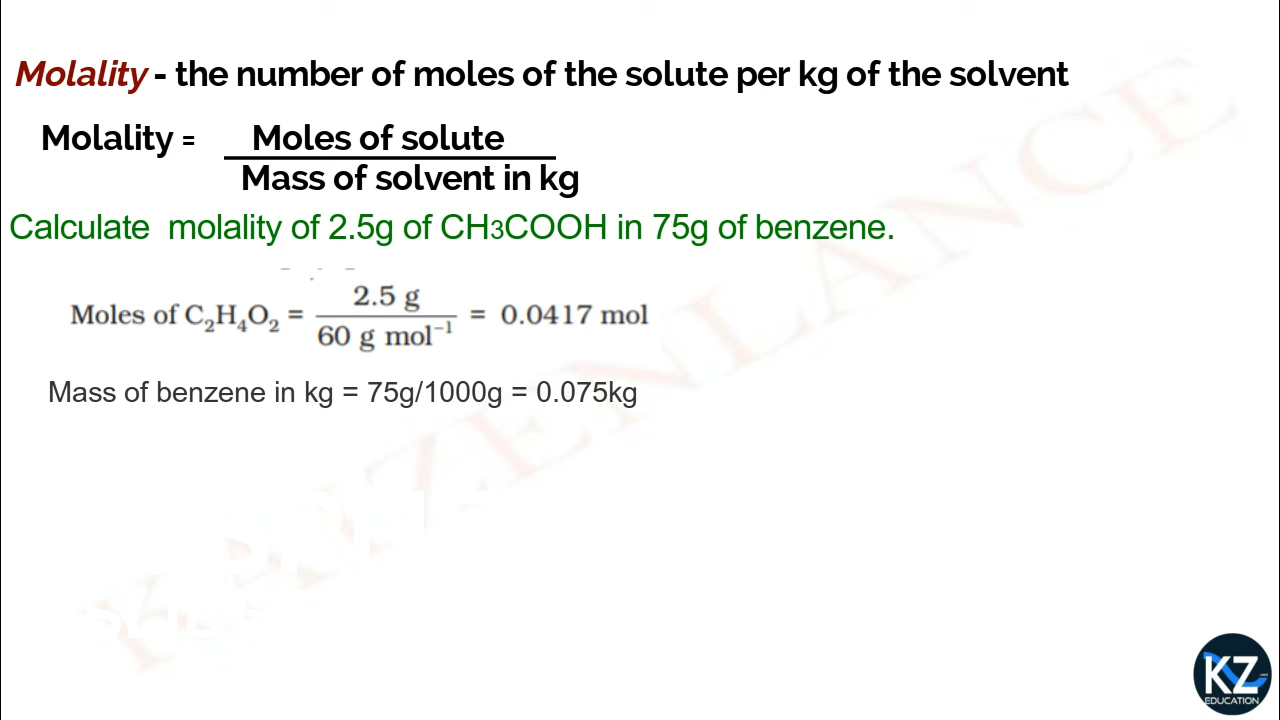 Molality - the number of moles of the solute per kg of the solvent
Molality = Moles of solute
Mass of solvent in kg
Calculate molality of 2.5g of CH3COOH in 75g of benzene.
Moles of C₂H₄O₂ = 2.5 g / 60 g mol⁻¹ = 0.0417 mol
Mass of benzene in kg = 75g/1000g = 0.075kg
KZ
EDUCATION